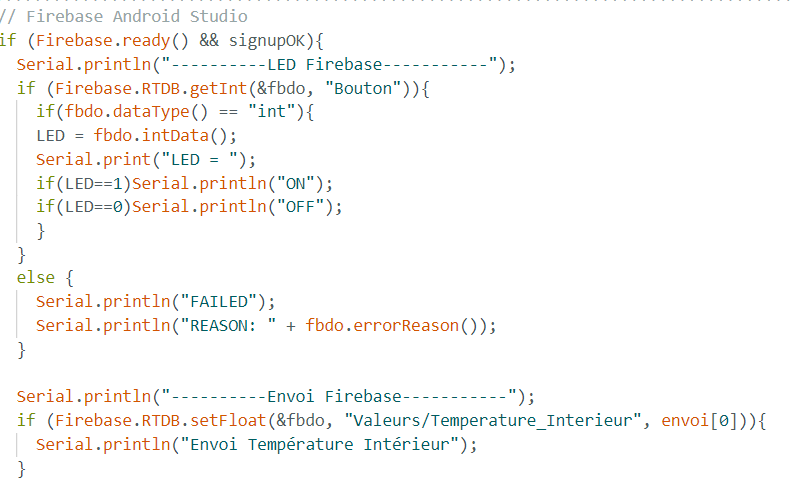 // Firebase Android Studio
if (Firebase.ready() && signupOK){
  Serial.println("----------LED Firebase-----------");
  if (Firebase.RTDB.getInt(&fbdo, "Bouton")){
    if(fbdo.dataType() == "int"){
    LED = fbdo.intData();
    Serial.print("LED = ");
    if(LED==1)Serial.println("ON");
    if(LED==0)Serial.println("OFF");
    }
  }
  else {
    Serial.println("FAILED");
    Serial.println("REASON: " + fbdo.errorReason());
  }

  Serial.println("----------Envoi Firebase-----------");
  if (Firebase.RTDB.setFloat(&fbdo, "Valeurs/Temperature_Interieur", envoi[0])){
    Serial.println("Envoi Température Intérieur");
  }